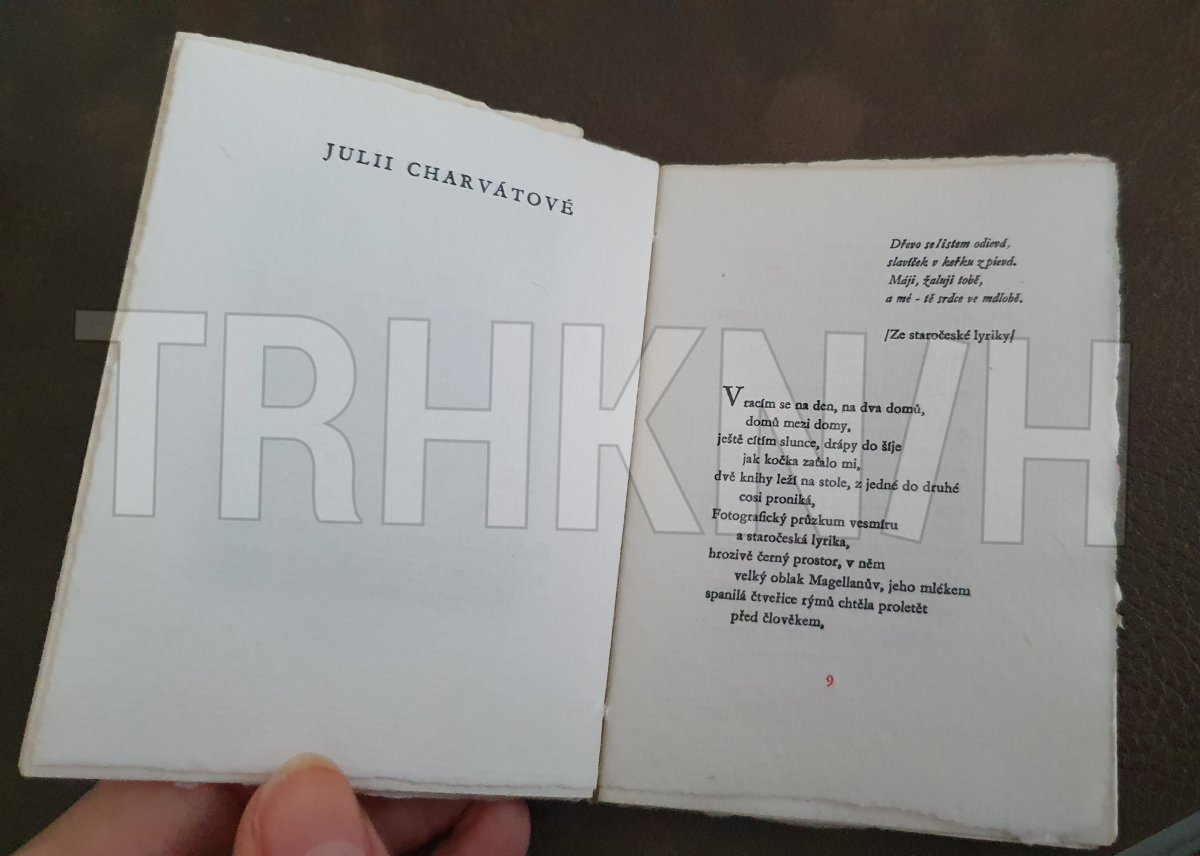 JULII CHARVÁTOVÉ
Dřevo se listem odievá,
slavíček v keřku zpievá.
Máji, žaluji tobě,
a mé - tě srdce ve mdlobě.
/Ze staročeské lyriky/
Vracím se na den, na dva domů,
domů mezi domy,
ještě cítím slunce, drápy do šíje
jak kočka zaťalo mi,
dvě knihy leží na stole, z jedné do druhé
cosi proniká,
Fotografický průzkum vesmíru
a staročeská lyrika,
hrozivě černý prostor, v něm
velký oblak Magellanův, jeho mlékem
spanilá čtveřice rýmů chtěla proletět
před člověkem,
9
TRHKNIH